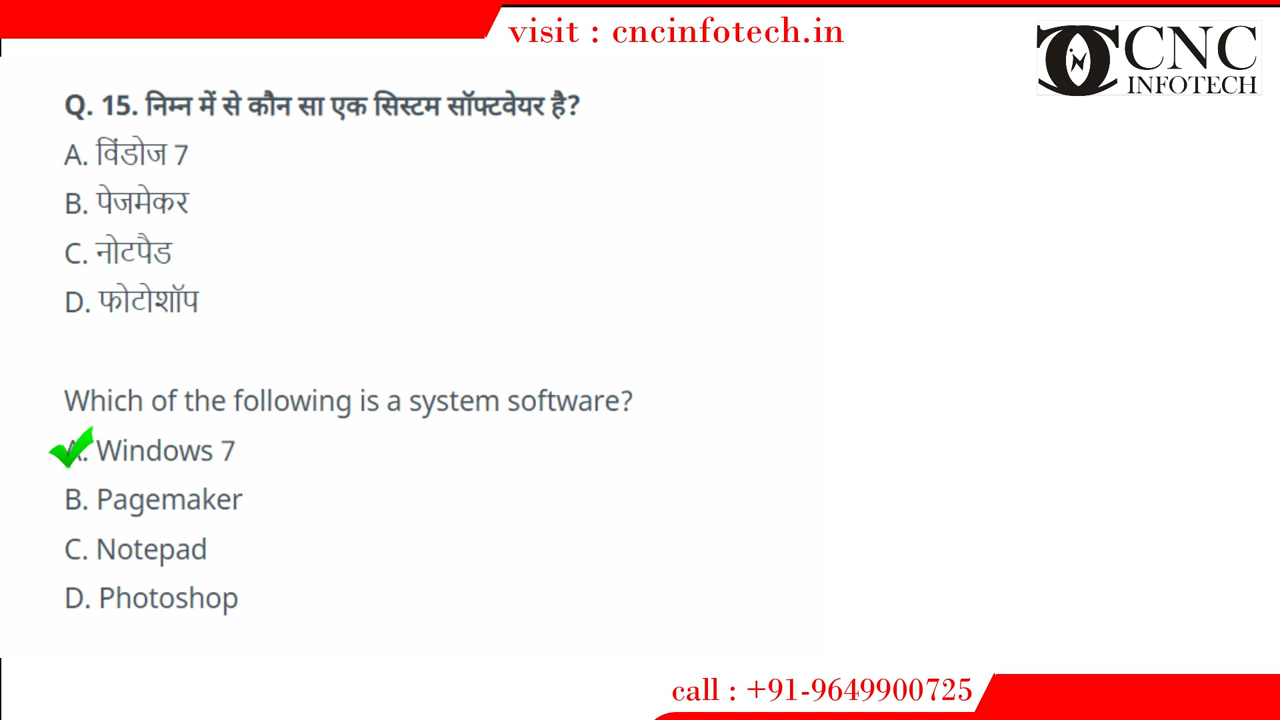 visit : cncinfotech.in
CNC
INFOTECH
Q. 15. निम्न में से कौन सा एक सिस्टम सॉफ्टवेयर है?
A. विंडोज 7
B. पेजमेकर
C. नोटपैड
D. फोटोशॉप
Which of the following is a system software?
A. Windows 7
B. Pagemaker
C. Notepad
D. Photoshop
call : +91-9649900725